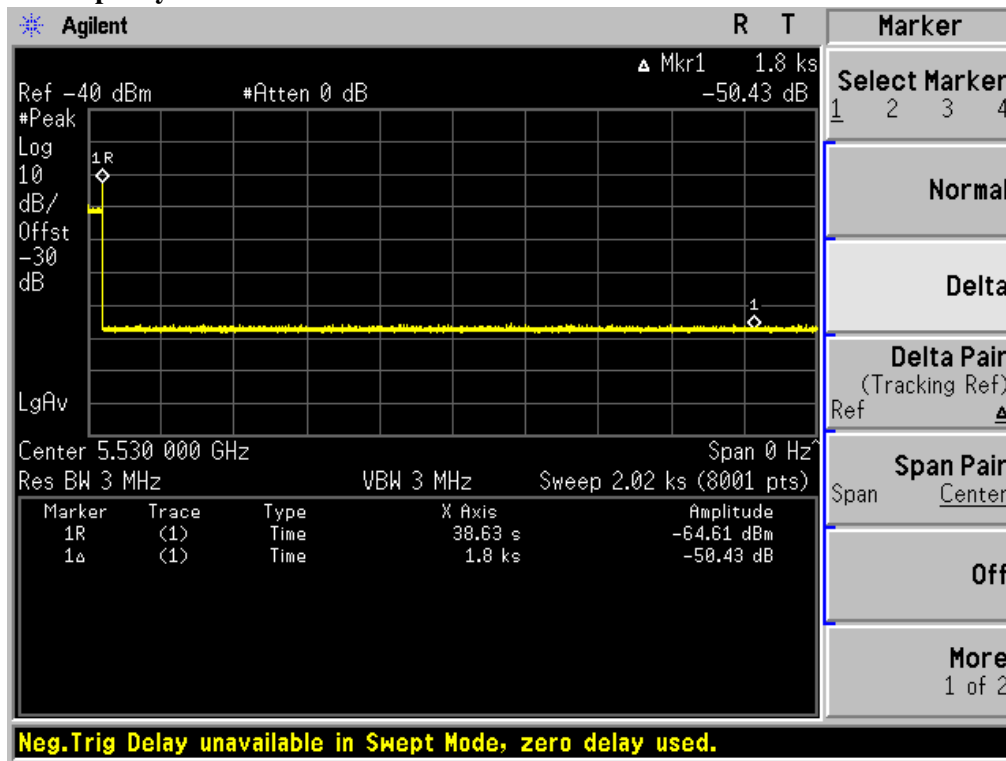 Agilent
R T
Marker
△ Mkr1 1.8 ks
Ref −40 dBm #Atten 0 dB −50.43 dB
#Peak
Log
10
dB/
Offst
−30
dB
1R
1
LgAv
Center 5.530 000 GHz Span 0 Hz^
Res BW 3 MHz VBW 3 MHz Sweep 2.02 ks (8001 pts)
Marker Trace Type X Axis Amplitude
1R (1) Time 38.63 s −64.61 dBm
1△ (1) Time 1.8 ks −50.43 dB
Select Marker
1 2 3 4
Normal
Delta
Delta Pair
(Tracking Ref)
Ref △
Span Pair
Span Center
Off
More
1 of 2
Neg.Trig Delay unavailable in Swept Mode, zero delay used.